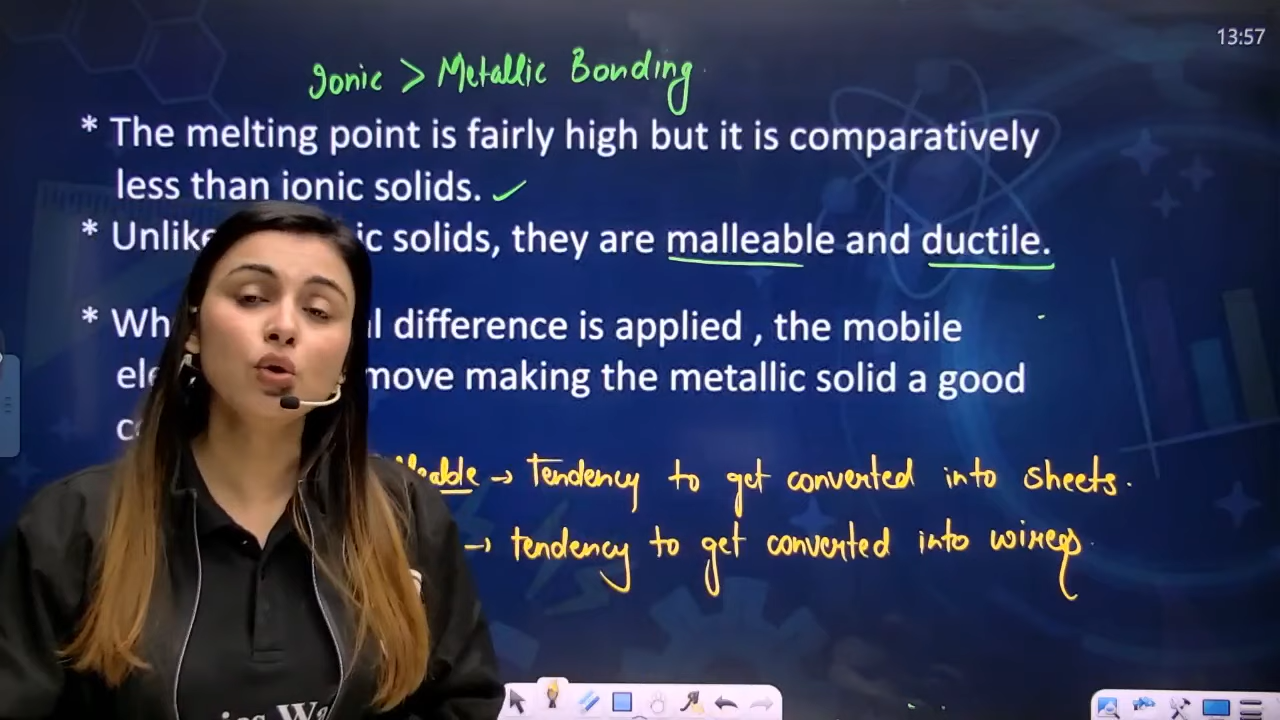 13:57
Ionic > Metallic Bonding
* The melting point is fairly high but it is comparatively
less than ionic solids. ✓
* Unlike ic solids, they are malleable and ductile.
* Wh l difference is applied , the mobile
ele move making the metallic solid a good
c
lleable → Tendency to get converted into sheets.
→ tendency to get converted into wires
ics Wa